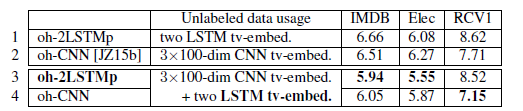 Unlabeled data usage IMDB Elec RCV1
1 oh-2LSTMp two LSTM tv-embed. 6.66 6.08 8.62
2 oh-CNN [JZ15b] 3×100-dim CNN tv-embed. 6.51 6.27 7.71
3 oh-2LSTMp 3×100-dim CNN tv-embed. 5.94 5.55 8.52
4 oh-CNN + two LSTM tv-embed. 6.05 5.87 7.15